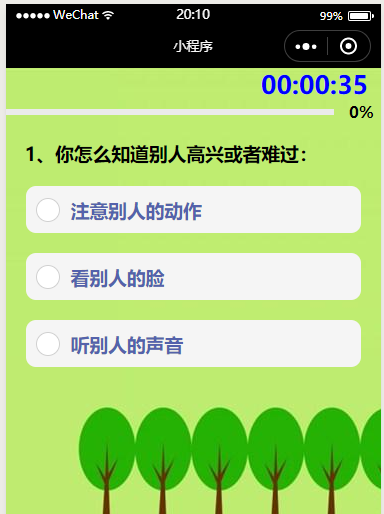 WeChat 20:10 99%
小程序
00:00:35
0%
1、你怎么知道别人高兴或者难过：
注意别人的动作
看别人的脸
听别人的声音